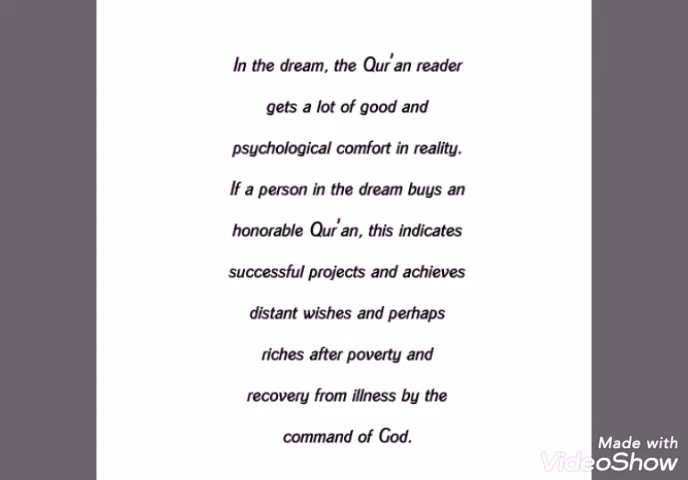 In the dream, the Qur'an reader
gets a lot of good and
psychological comfort in reality.
If a person in the dream buys an
honorable Qur'an, this indicates
successful projects and achieves
distant wishes and perhaps
riches after poverty and
recovery from illness by the
command of God.
Made with
VideoShow